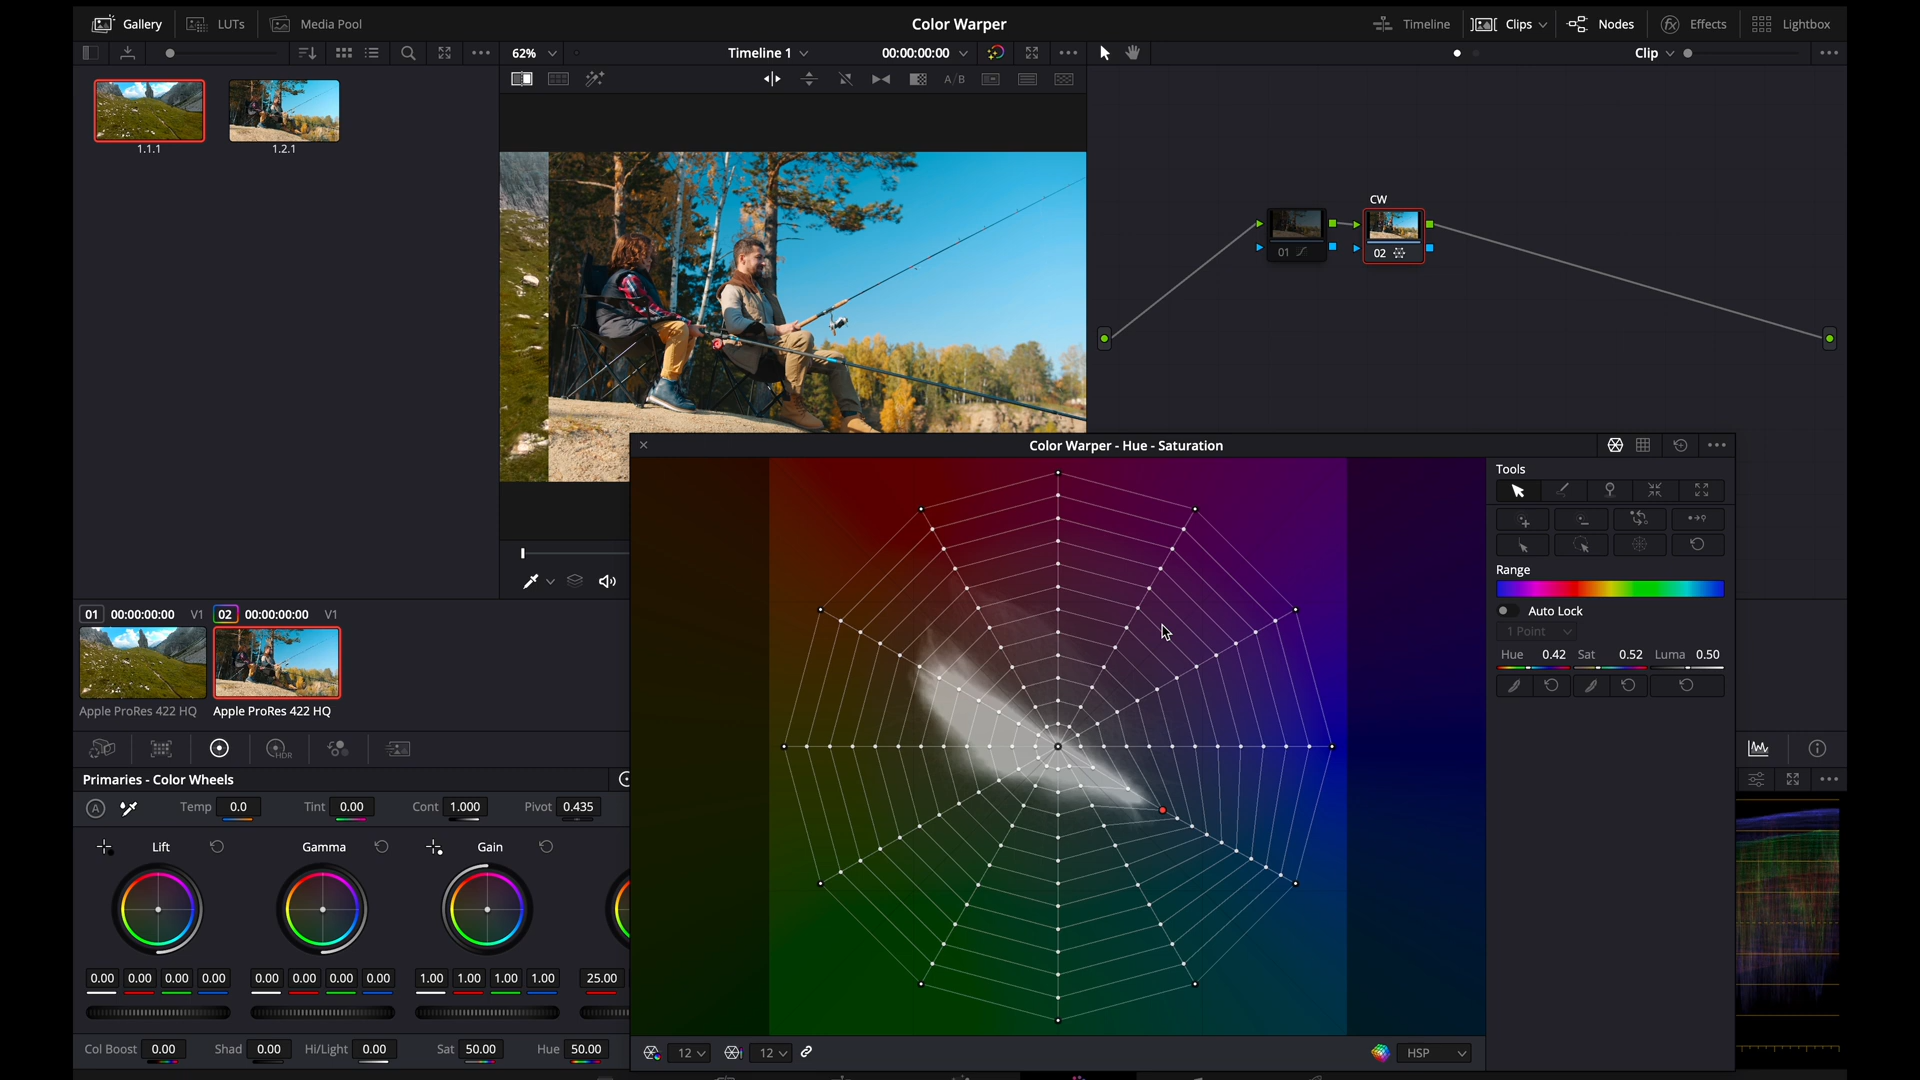 Gallery LUTs Media Pool Color Warper Timeline Clips Nodes Effects Lightbox
62% Timeline 1 00:00:00:00 Clip
A/B
1.1.1 1.2.1
CW
01 02
Color Warper - Hue - Saturation
Tools
Range
Auto Lock
1 Point
Hue 0.42 Sat 0.52 Luma 0.50
01 00:00:00:00 V1 02 00:00:00:00 V1
Apple ProRes 422 HQ Apple ProRes 422 HQ
HDR
Primaries - Color Wheels
A Temp 0.0 Tint 0.00 Cont 1.000 Pivot 0.435
Lift Gamma Gain
0.00 0.00 0.00 0.00 0.00 0.00 0.00 0.00 1.00 1.00 1.00 1.00 25.00
Col Boost 0.00 Shad 0.00 Hi/Light 0.00 Sat 50.00 Hue 50.00
12 12 HSP